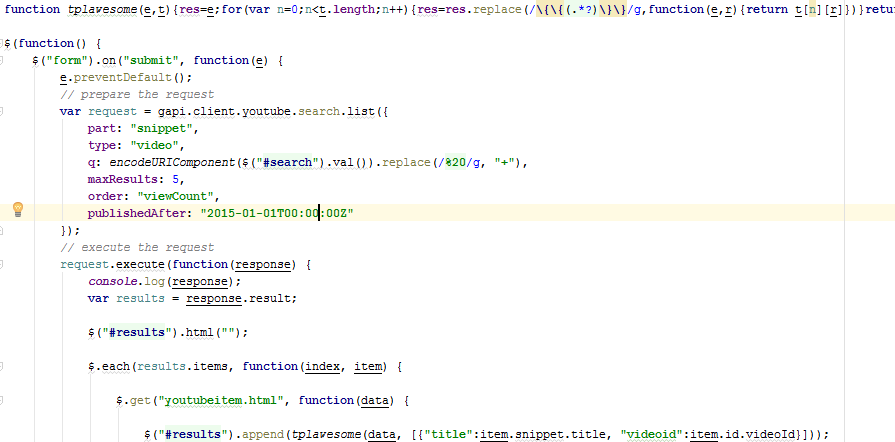 function tplawesome(e,t){res=e;for(var n=0;n<t.length;n++){res=res.replace(/\{\{(.*?)\}\}/g,function(e,r){return t[n][r]})}retur
$(function() {
    $("form").on("submit", function(e) {
        e.preventDefault();
        // prepare the request
        var request = gapi.client.youtube.search.list({
            part: "snippet",
            type: "video",
            q: encodeURIComponent($("#search").val()).replace(/%20/g, "+"),
            maxResults: 5,
            order: "viewCount",
            publishedAfter: "2015-01-01T00:00:00Z"
        });
        // execute the request
        request.execute(function(response) {
            console.log(response);
            var results = response.result;
            $("#results").html("");
            $.each(results.items, function(index, item) {
                $.get("youtubeitem.html", function(data) {
                    $("#results").append(tplawesome(data, [{"title":item.snippet.title, "videoid":item.id.videoId}]));